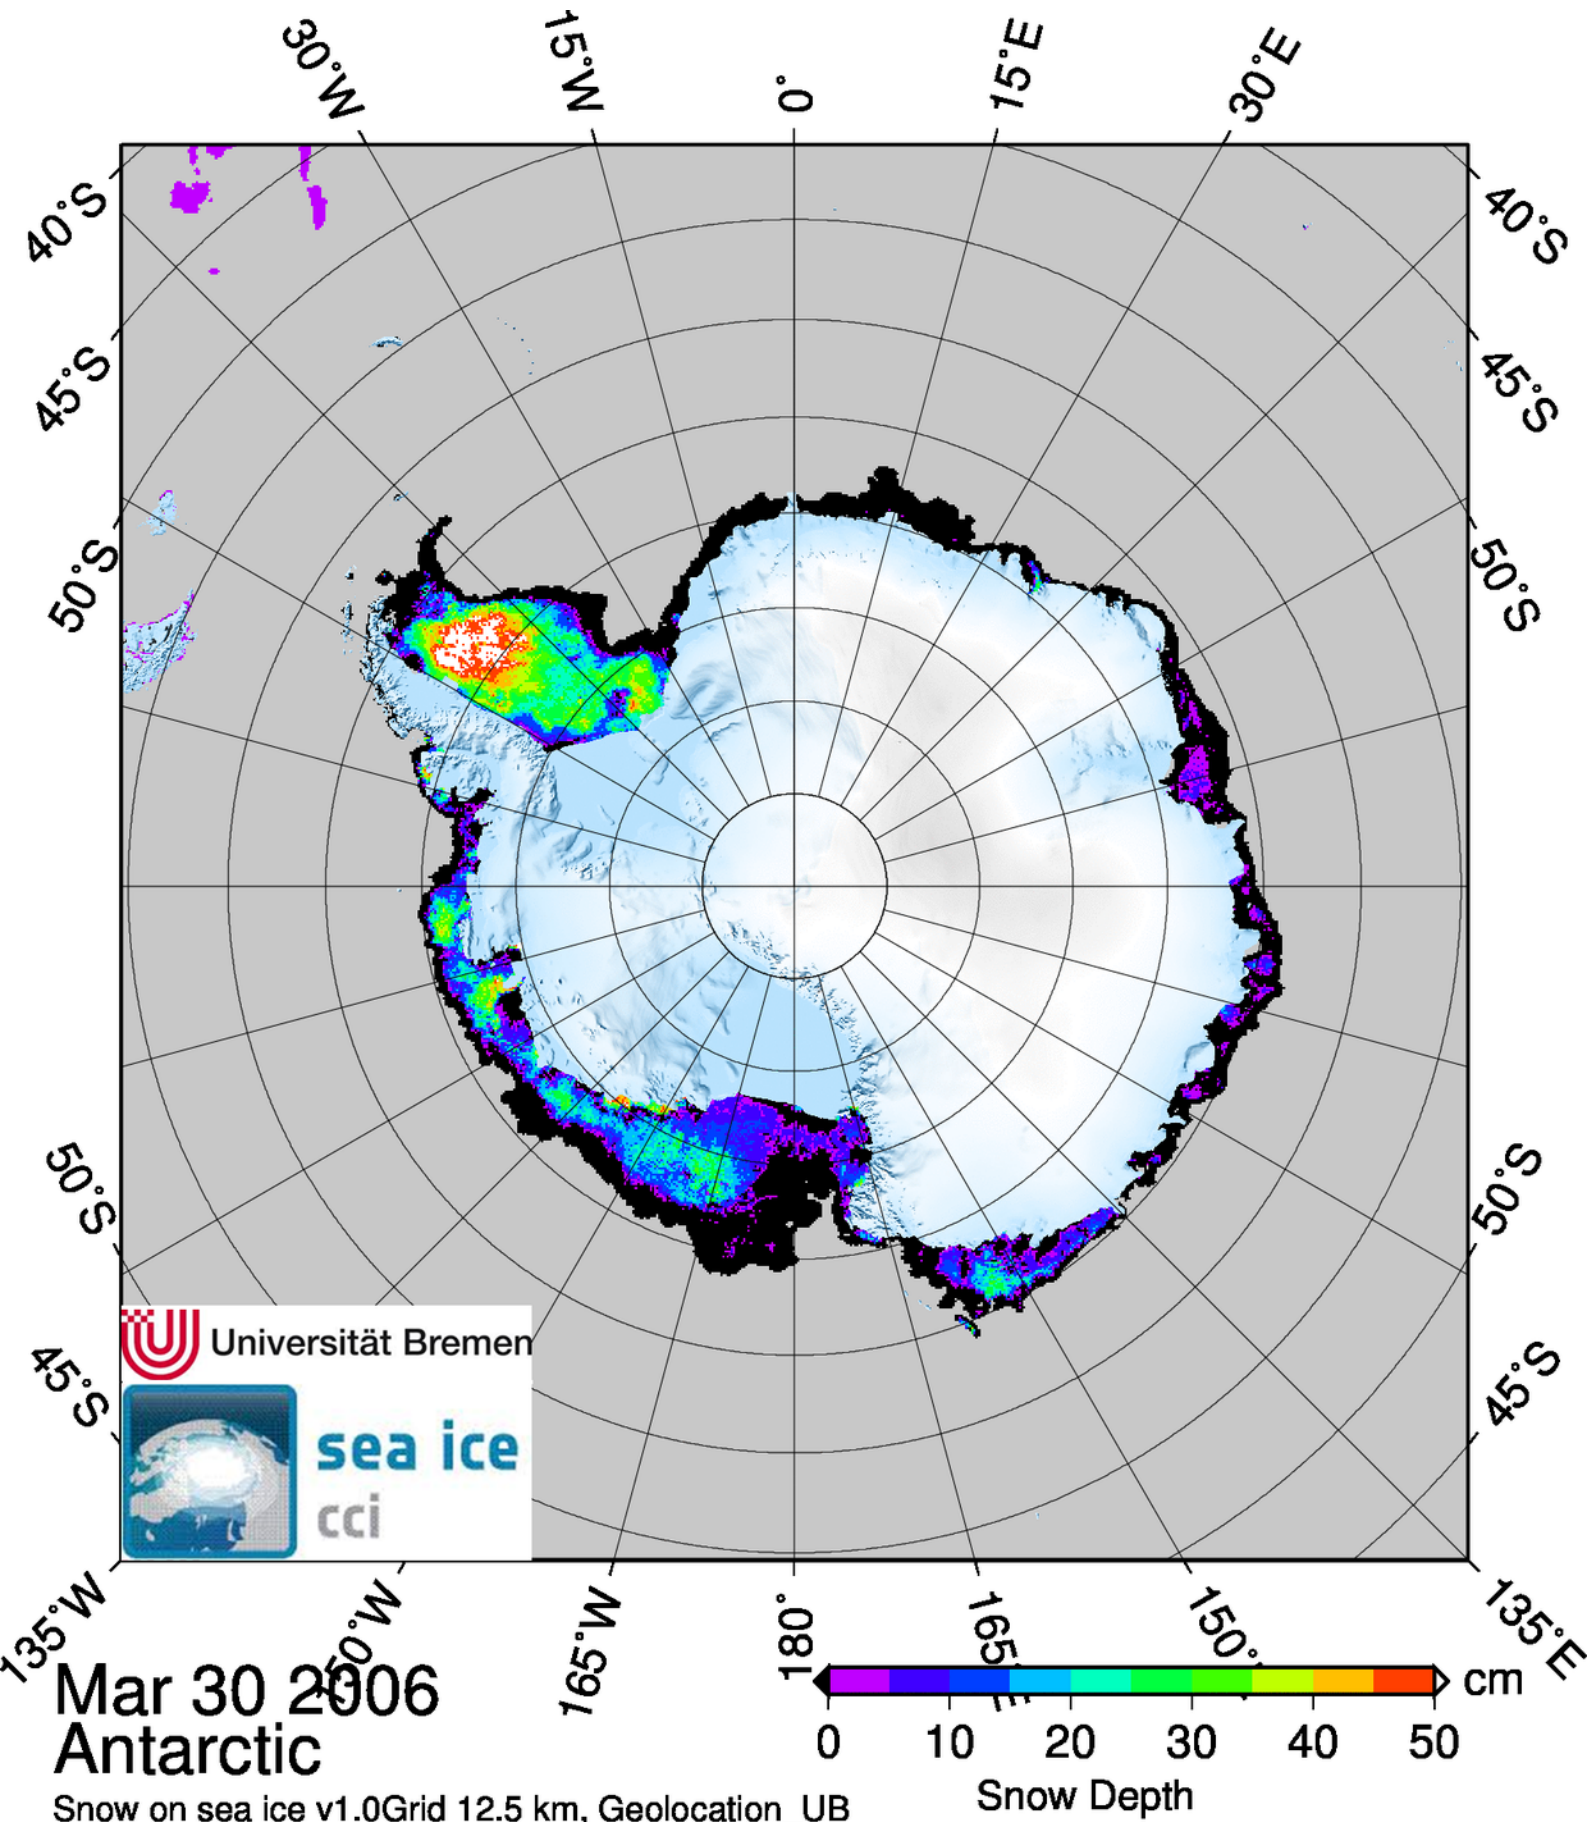 30°W
15°W
0°
15°E
30°E
40°S
40°S
45°S
45°S
50°S
50°S
50°S
50°S
45°S
45°S
Universität Bremen
sea ice
cci
135°W
165°W
180°
165
150°
135°E
Mar 30 2006
Antarctic
Snow on sea ice v1.0Grid 12.5 km, Geolocation UB
cm
0 10 20 30 40 50
Snow Depth